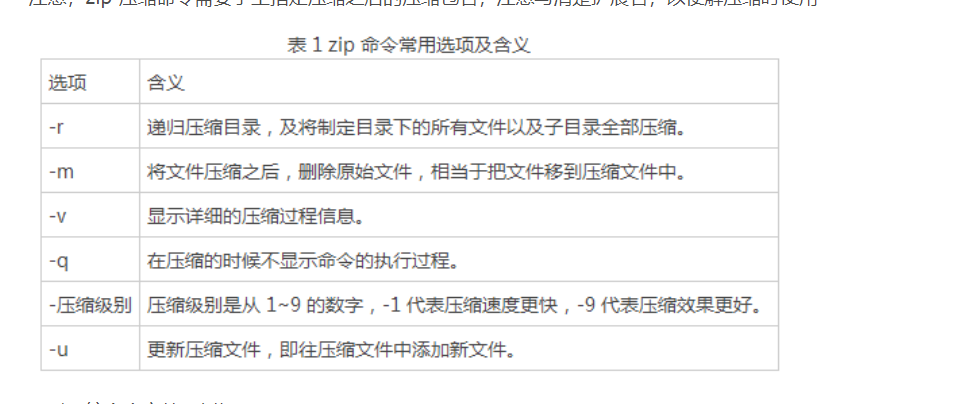 表 1 zip 命令常用选项及含义
选项 含义
-r 递归压缩目录，及将制定目录下的所有文件以及子目录全部压缩。
-m 将文件压缩之后，删除原始文件，相当于把文件移到压缩文件中。
-v 显示详细的压缩过程信息。
-q 在压缩的时候不显示命令的执行过程。
-压缩级别 压缩级别是从 1~9 的数字，-1 代表压缩速度更快，-9 代表压缩效果更好。
-u 更新压缩文件，即往压缩文件中添加新文件。